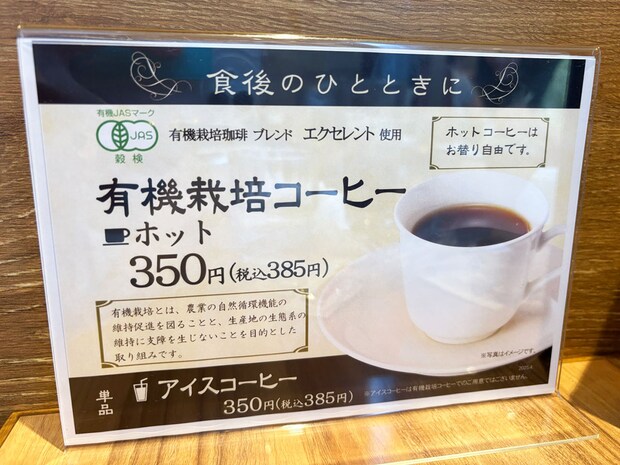 食後のひとときに
有機JASマーク
JAS
穀検
有機栽培珈琲 ブレンド エクセレント 使用
ホットコーヒーは
お替り自由です。
有機栽培コーヒー
ホット
350円(税込385円)
有機栽培とは、農業の自然循環機能の
維持促進を図ることと、生産地の生態系の
維持に支障を生じないことを目的とした
取り組みです。
※写真はイメージです。
単品
アイスコーヒー
350円(税込385円)
※アイスコーヒーは有機栽培コーヒーでのご用意ではございません。